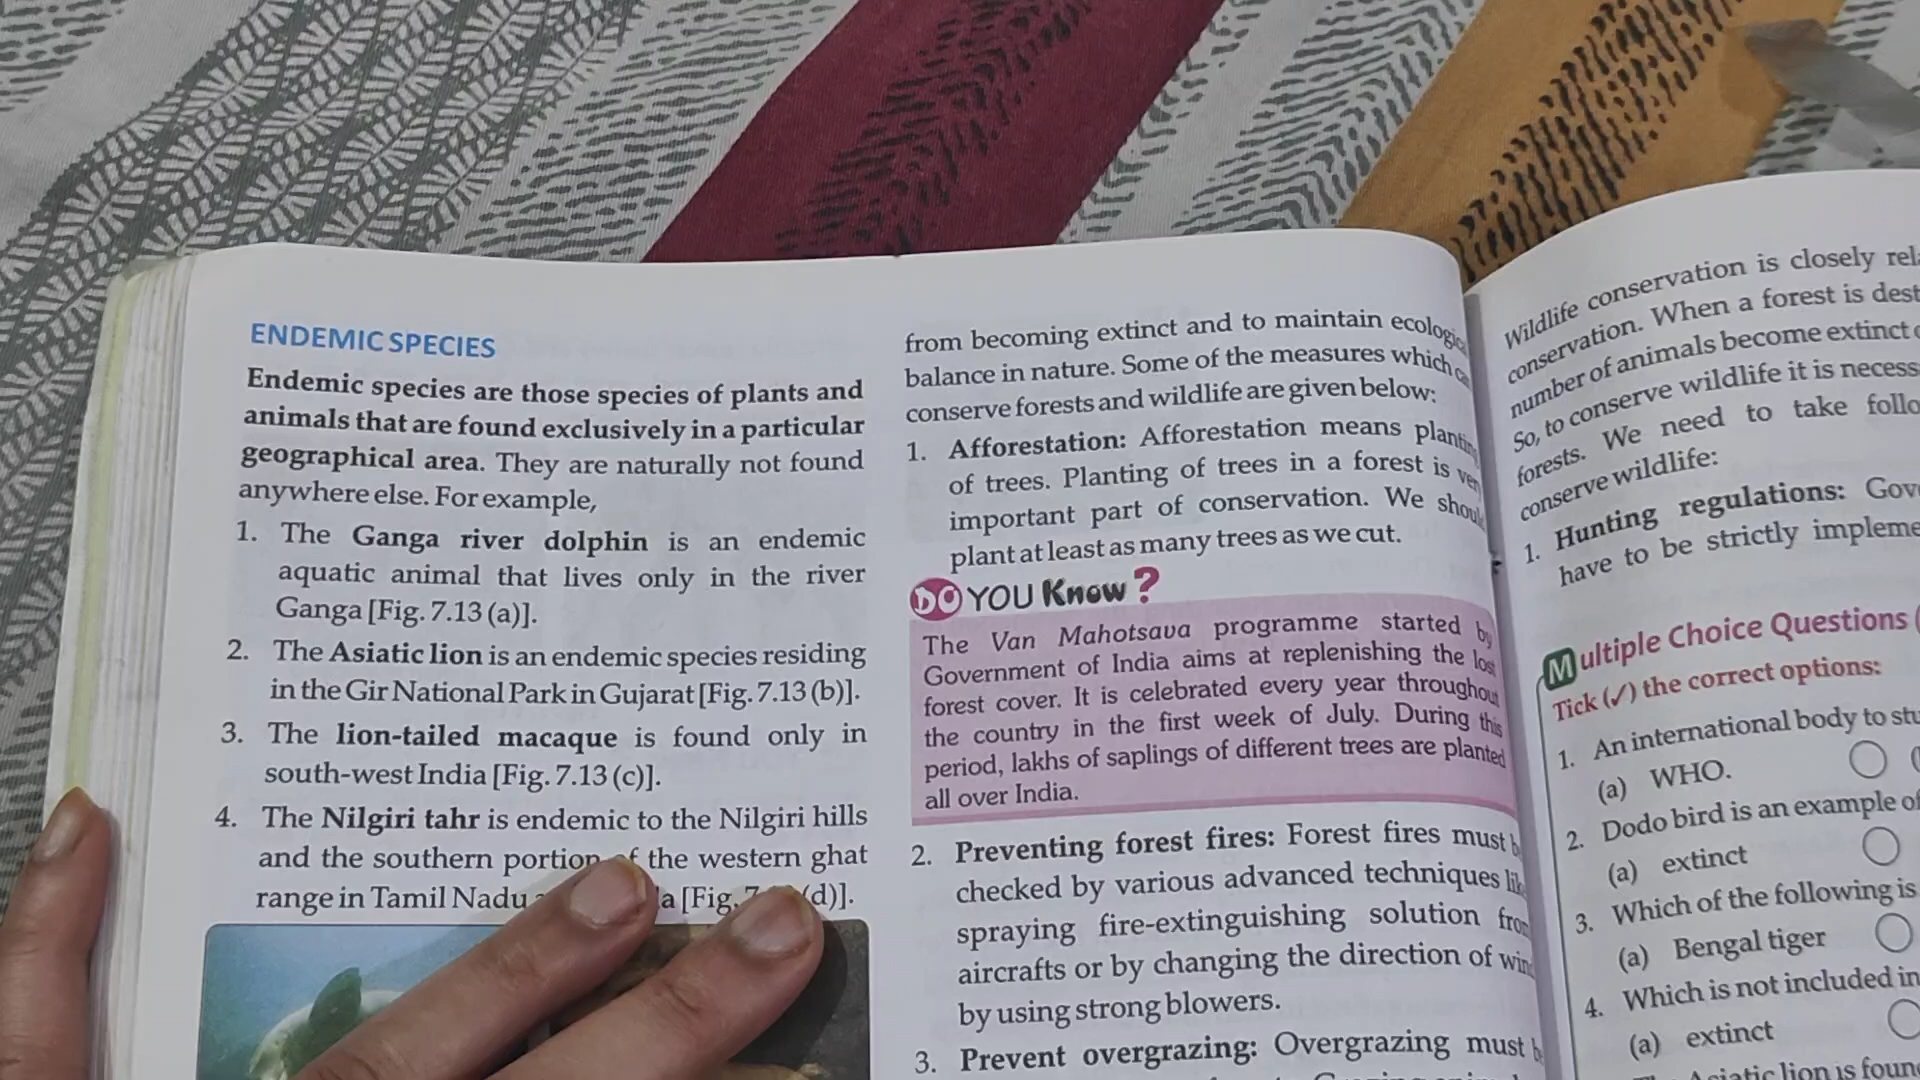 ENDEMIC SPECIES
Endemic species are those species of plants and
animals that are found exclusively in a particular
geographical area. They are naturally not found
anywhere else. For example,
1. The Ganga river dolphin is an endemic
aquatic animal that lives only in the river
Ganga [Fig. 7.13 (a)].
2. The Asiatic lion is an endemic species residing
in the Gir National Park in Gujarat [Fig. 7.13 (b)].
3. The lion-tailed macaque is found only in
south-west India [Fig. 7.13 (c)].
4. The Nilgiri tahr is endemic to the Nilgiri hills
and the southern portion of the western ghat
range in Tamil Nadu [Fig. (d)].
from becoming extinct and to maintain
balance in nature. Some of the measures which
conserve forests and wildlife are given below:
1. Afforestation: Afforestation means
of trees. Planting of trees in a forest is
important part of conservation. We
plant at least as many trees as we cut.
DO YOU Know?
The Van Mahotsava programme started by
Government of India aims at replenishing the lost
forest cover. It is celebrated every year throughout
the country in the first week of July. During this
period, lakhs of saplings of different trees are planted
all over India.
2. Preventing forest fires: Forest fires must
checked by various advanced techniques
spraying fire-extinguishing solution
aircrafts or by changing the direction of
by using strong blowers.
3. Prevent overgrazing: Overgrazing must
Wildlife conservation is closely
conservation. When a forest is
number of animals become extinct
So, to conserve wildlife it is
forests. We need to take
conserve wildlife:
1. Hunting regulations:
have to be strictly
Multiple Choice Questions (
Tick (✓) the correct options:
1. An international body to
(a) WHO.
2. Dodo bird is an example
(a) extinct
3. Which of the following is
(a) Bengal tiger
4. Which is not included in
(a) extinct
Asiatic lion is